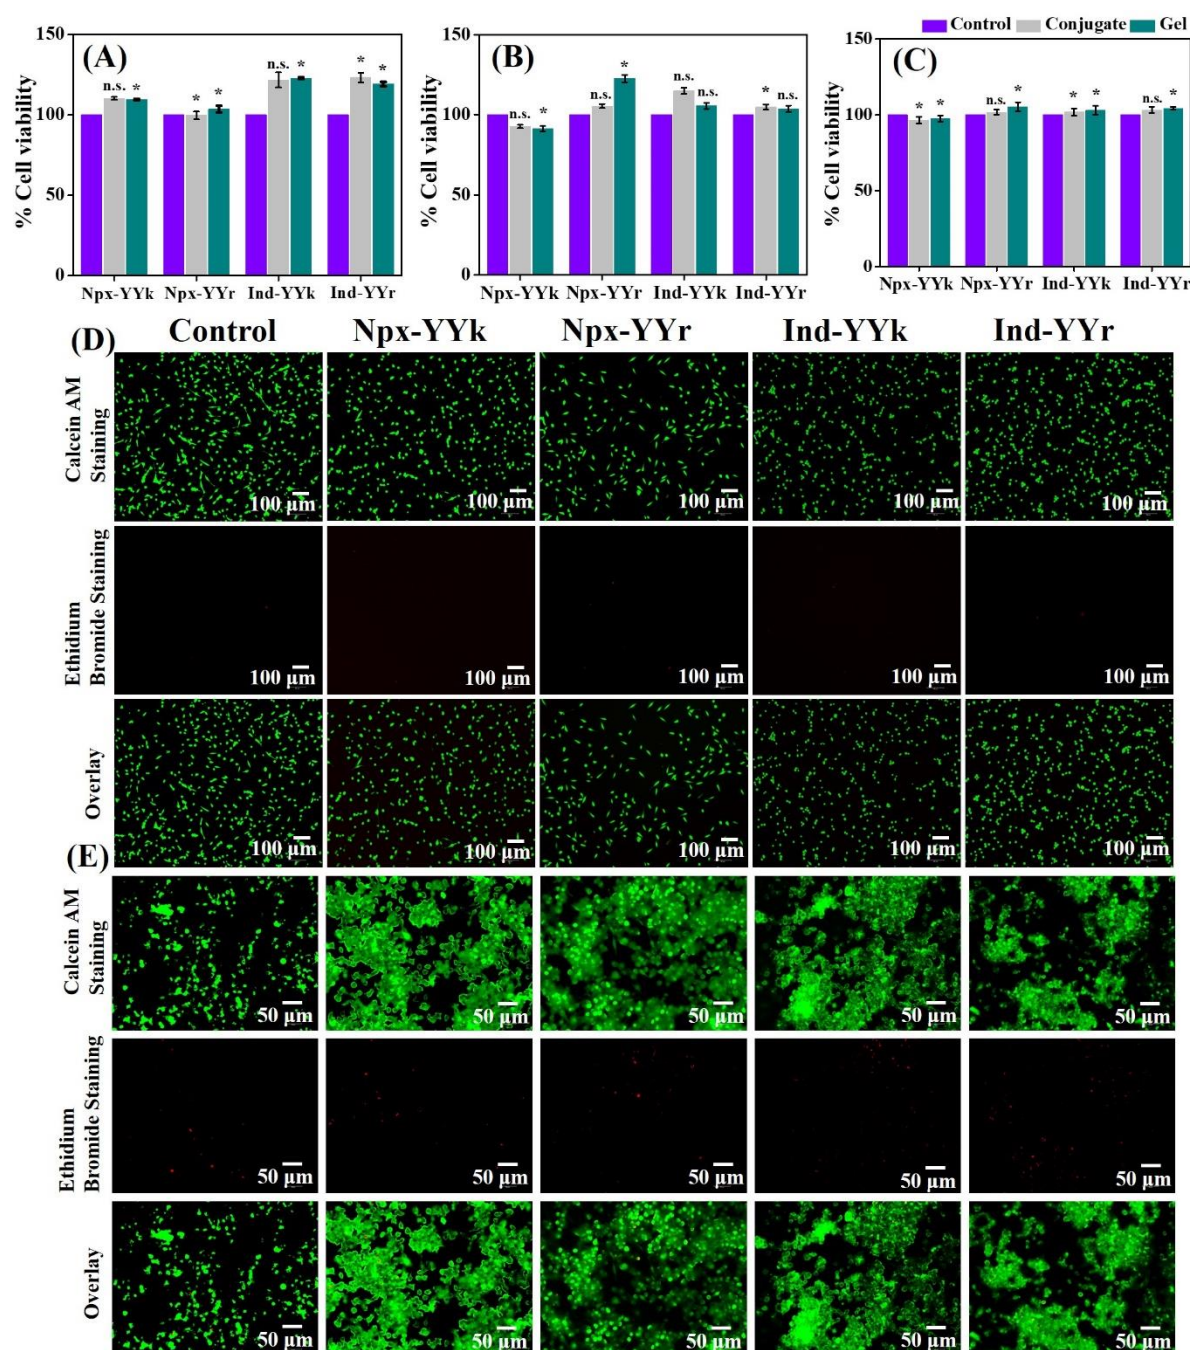 Control Conjugate Gel
(A)
% Cell viability
150
100
50
0
n.s. *
* *
n.s. *
* *
Npx-YYk Npx-YYr Ind-YYk Ind-YYr
(B)
% Cell viability
150
100
50
0
n.s. *
n.s. *
n.s. n.s.
* n.s.
Npx-YYk Npx-YYr Ind-YYk Ind-YYr
(C)
% Cell viability
150
100
50
0
* *
n.s. *
* *
n.s. *
Npx-YYk Npx-YYr Ind-YYk Ind-YYr
(D)
Control Npx-YYk Npx-YYr Ind-YYk Ind-YYr
Calcein AM
Staining
100 µm 100 µm 100 µm 100 µm 100 µm
Ethidium
Bromide Staining
100 µm 100 µm 100 µm 100 µm 100 µm
Overlay
100 µm 100 µm 100 µm 100 µm 100 µm
(E)
Calcein AM
Staining
50 µm 50 µm 50 µm 50 µm 50 µm
Ethidium
Bromide Staining
50 µm 50 µm 50 µm 50 µm 50 µm
Overlay
50 µm 50 µm 50 µm 50 µm 50 µm